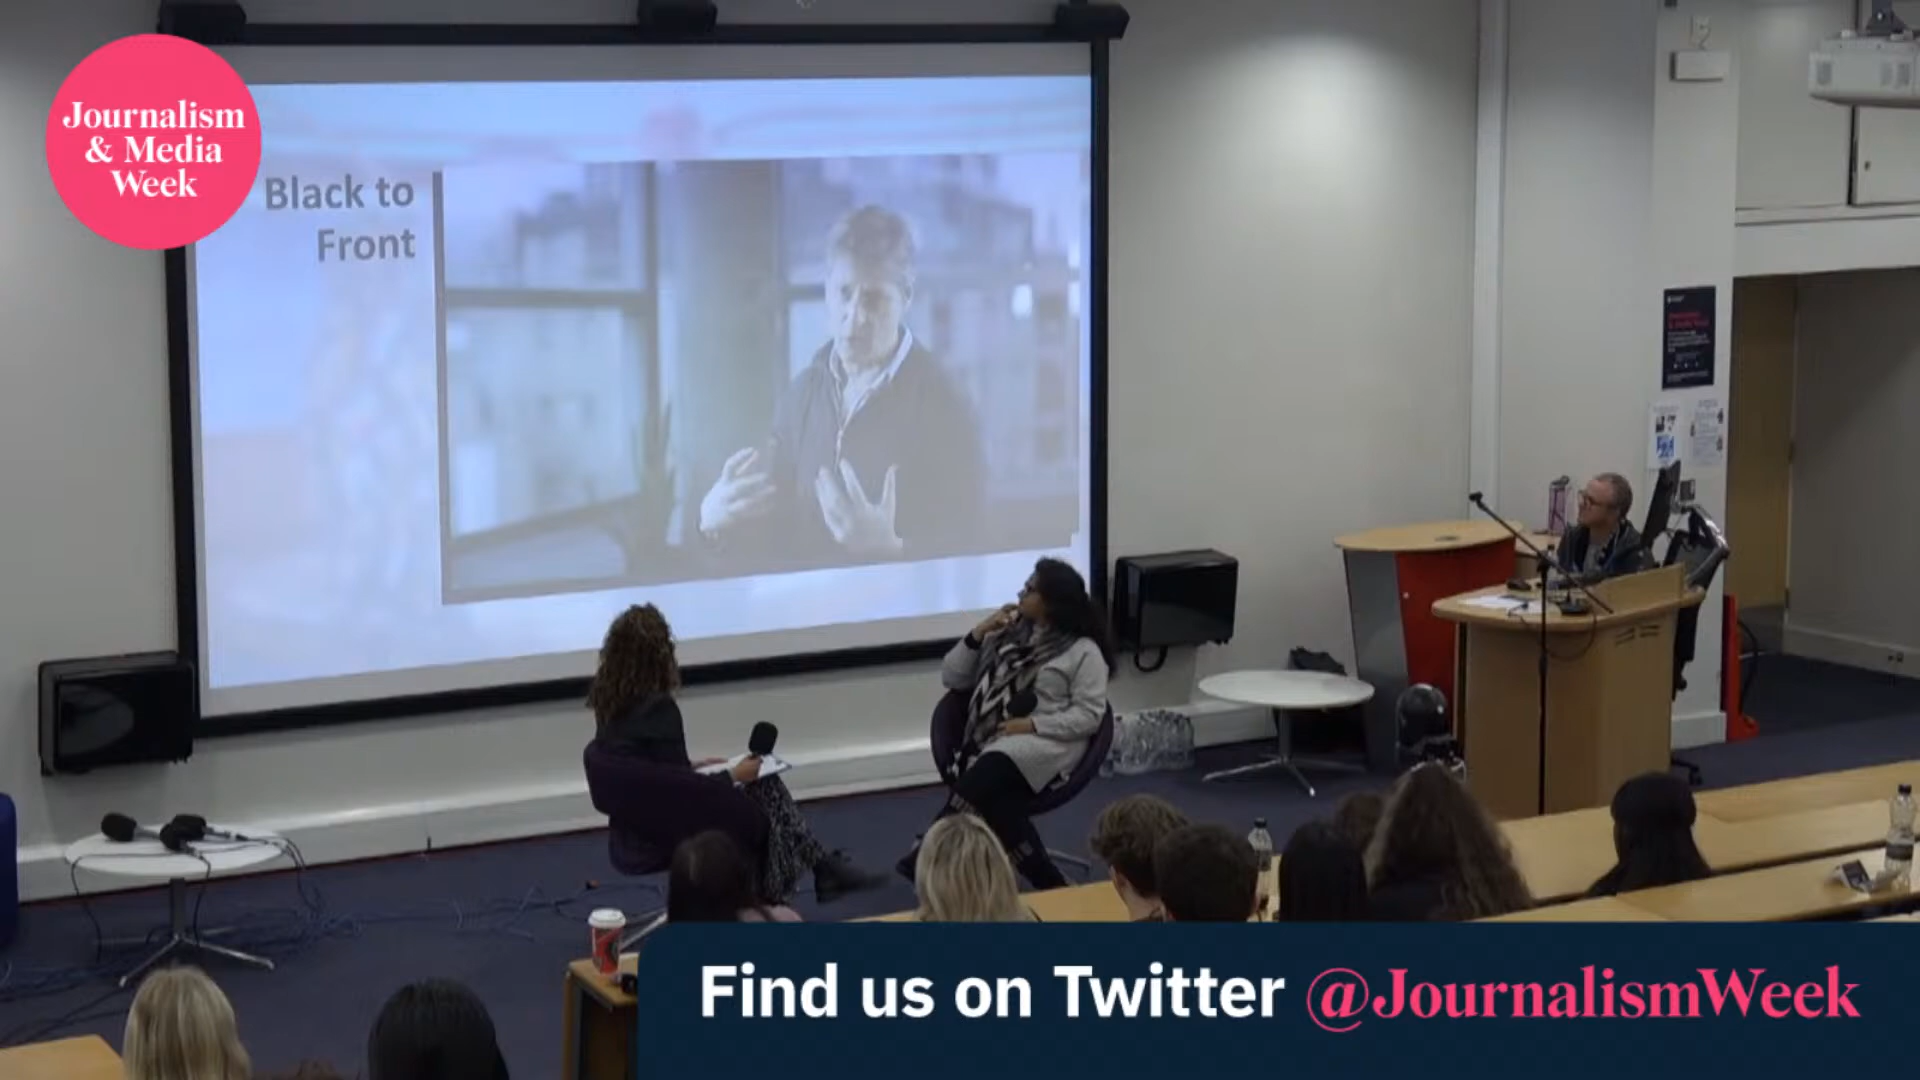 Journalism
& Media
Week
Black to
Front
Find us on Twitter @JournalismWeek